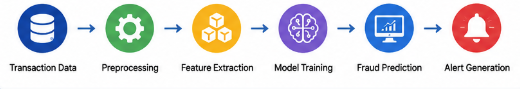 Transaction Data
Preprocessing
Feature Extraction
Model Training
Fraud Prediction
Alert Generation